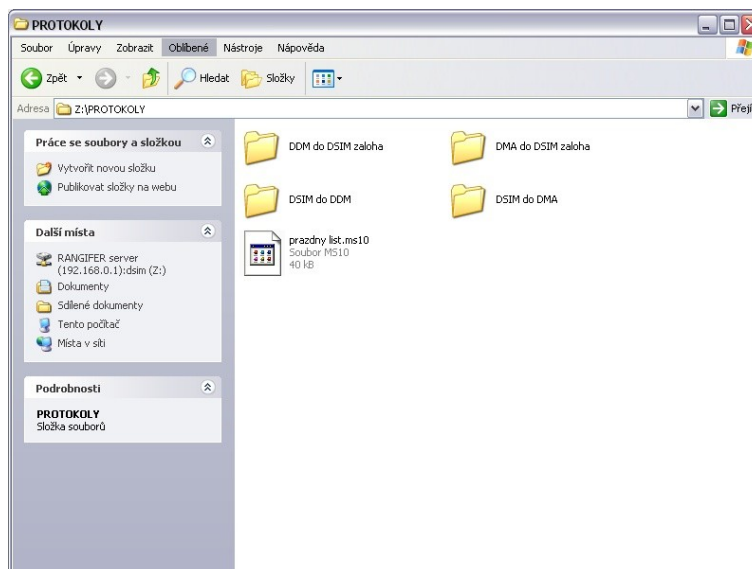 PROTOKOLY
Soubor Úpravy Zobrazit Oblíbené Nástroje Nápověda
Zpět Hledat Složky
Adresa Z:\PROTOKOLY
Práce se soubory a složkou
Vytvořit novou složku
Publikovat složky na webu
Další místa
RANGIFER server
(192.168.0.1):dsim (Z:)
Dokumenty
Sdílené dokumenty
Tento počítač
Místa v síti
Podrobnosti
PROTOKOLY
Složka souborů
DDM do DSIM zaloha
DMA do DSIM zaloha
DSIM do DDM
DSIM do DMA
prazdny list.ms10
Soubor MS10
40 kB